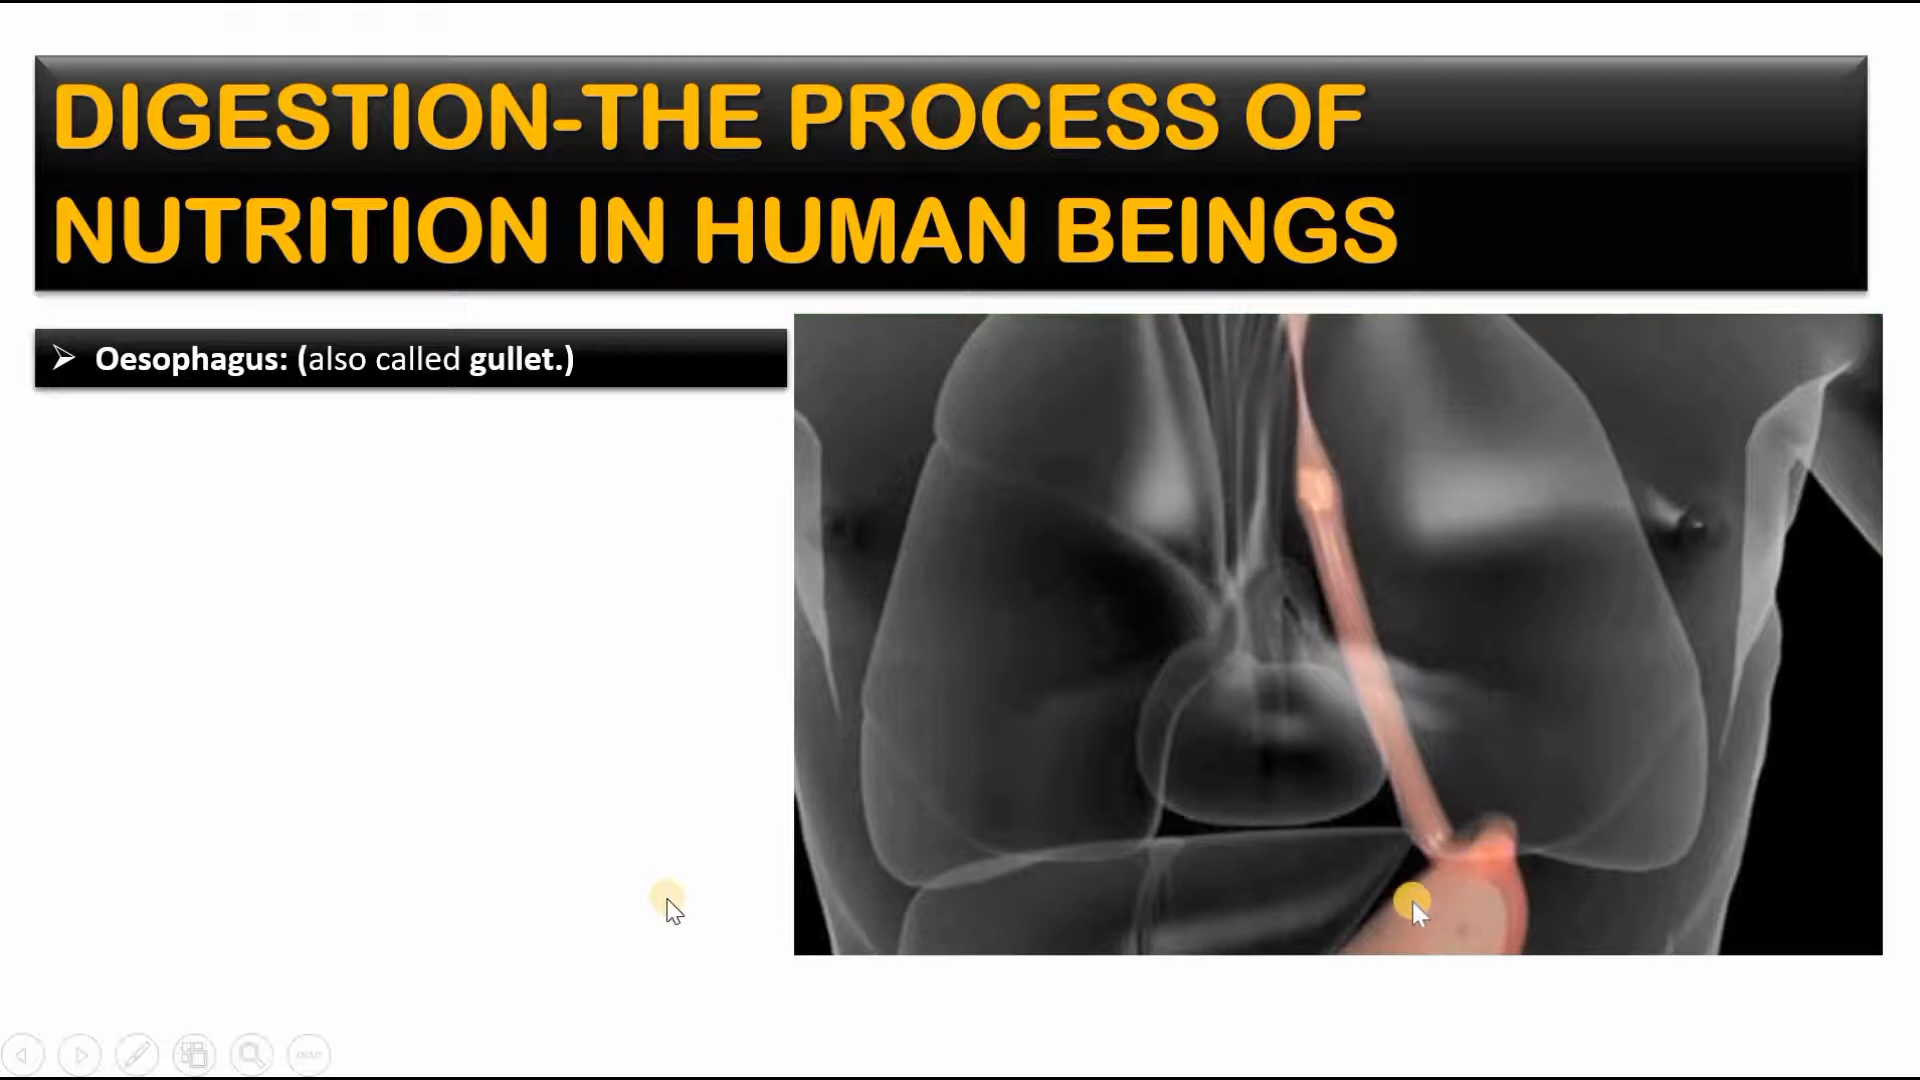 DIGESTION-THE PROCESS OF
NUTRITION IN HUMAN BEINGS
➢ Oesophagus: (also called gullet.)